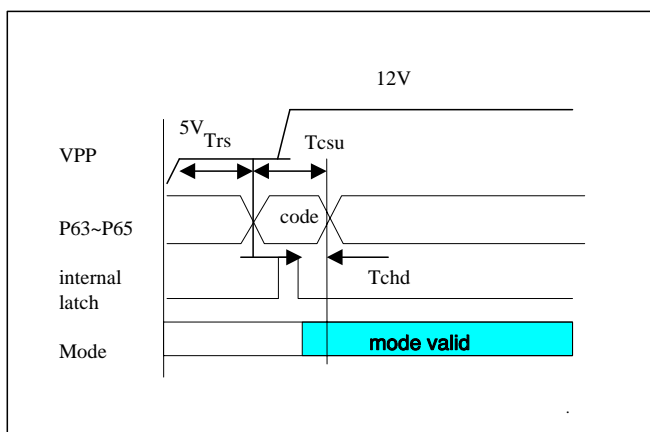 12V
5V
Trs
Tcsu
VPP
P63~P65
code
internal
latch
Tchd
Mode
mode valid